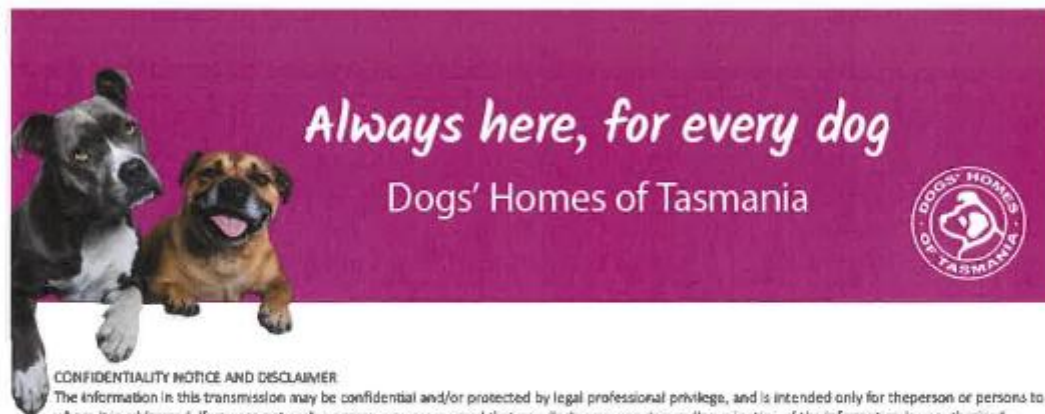 Always here, for every dog
Dogs' Homes of Tasmania
DOGS' HOMES
OF TASMANIA
CONFIDENTIALITY NOTICE AND DISCLAIMER
The information in this transmission may be confidential and/or protected by legal professional privilege, and is intended only for theperson or persons to